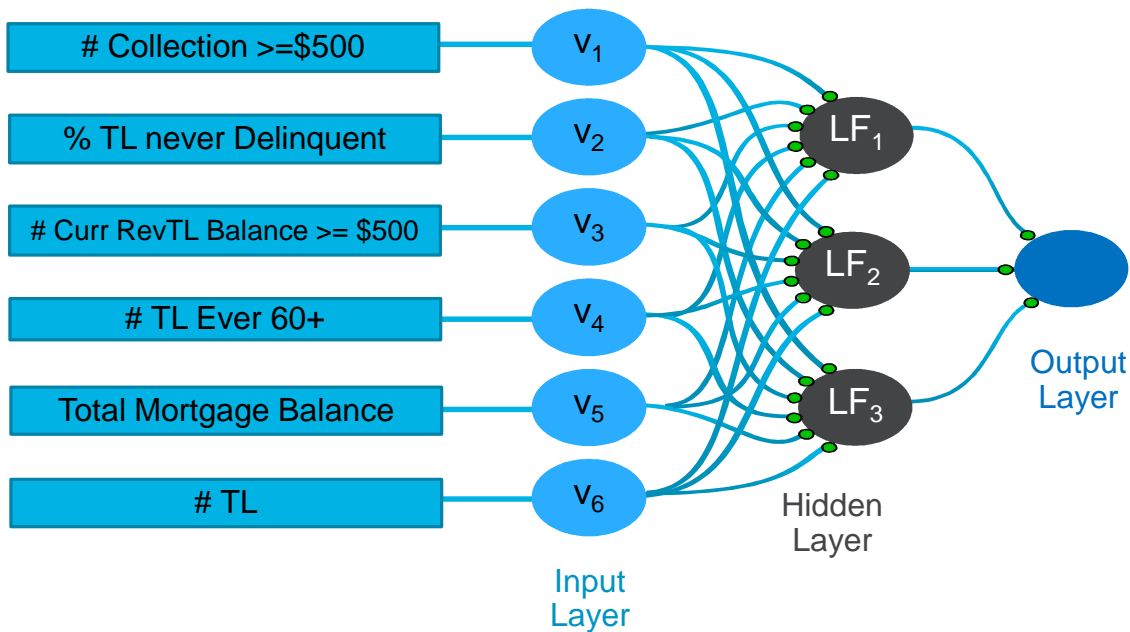 # Collection >=$500
v1
% TL never Delinquent
v2
# Curr RevTL Balance >= $500
v3
# TL Ever 60+
v4
Total Mortgage Balance
v5
# TL
v6
Input
Layer
LF1
LF2
LF3
Hidden
Layer
Output
Layer